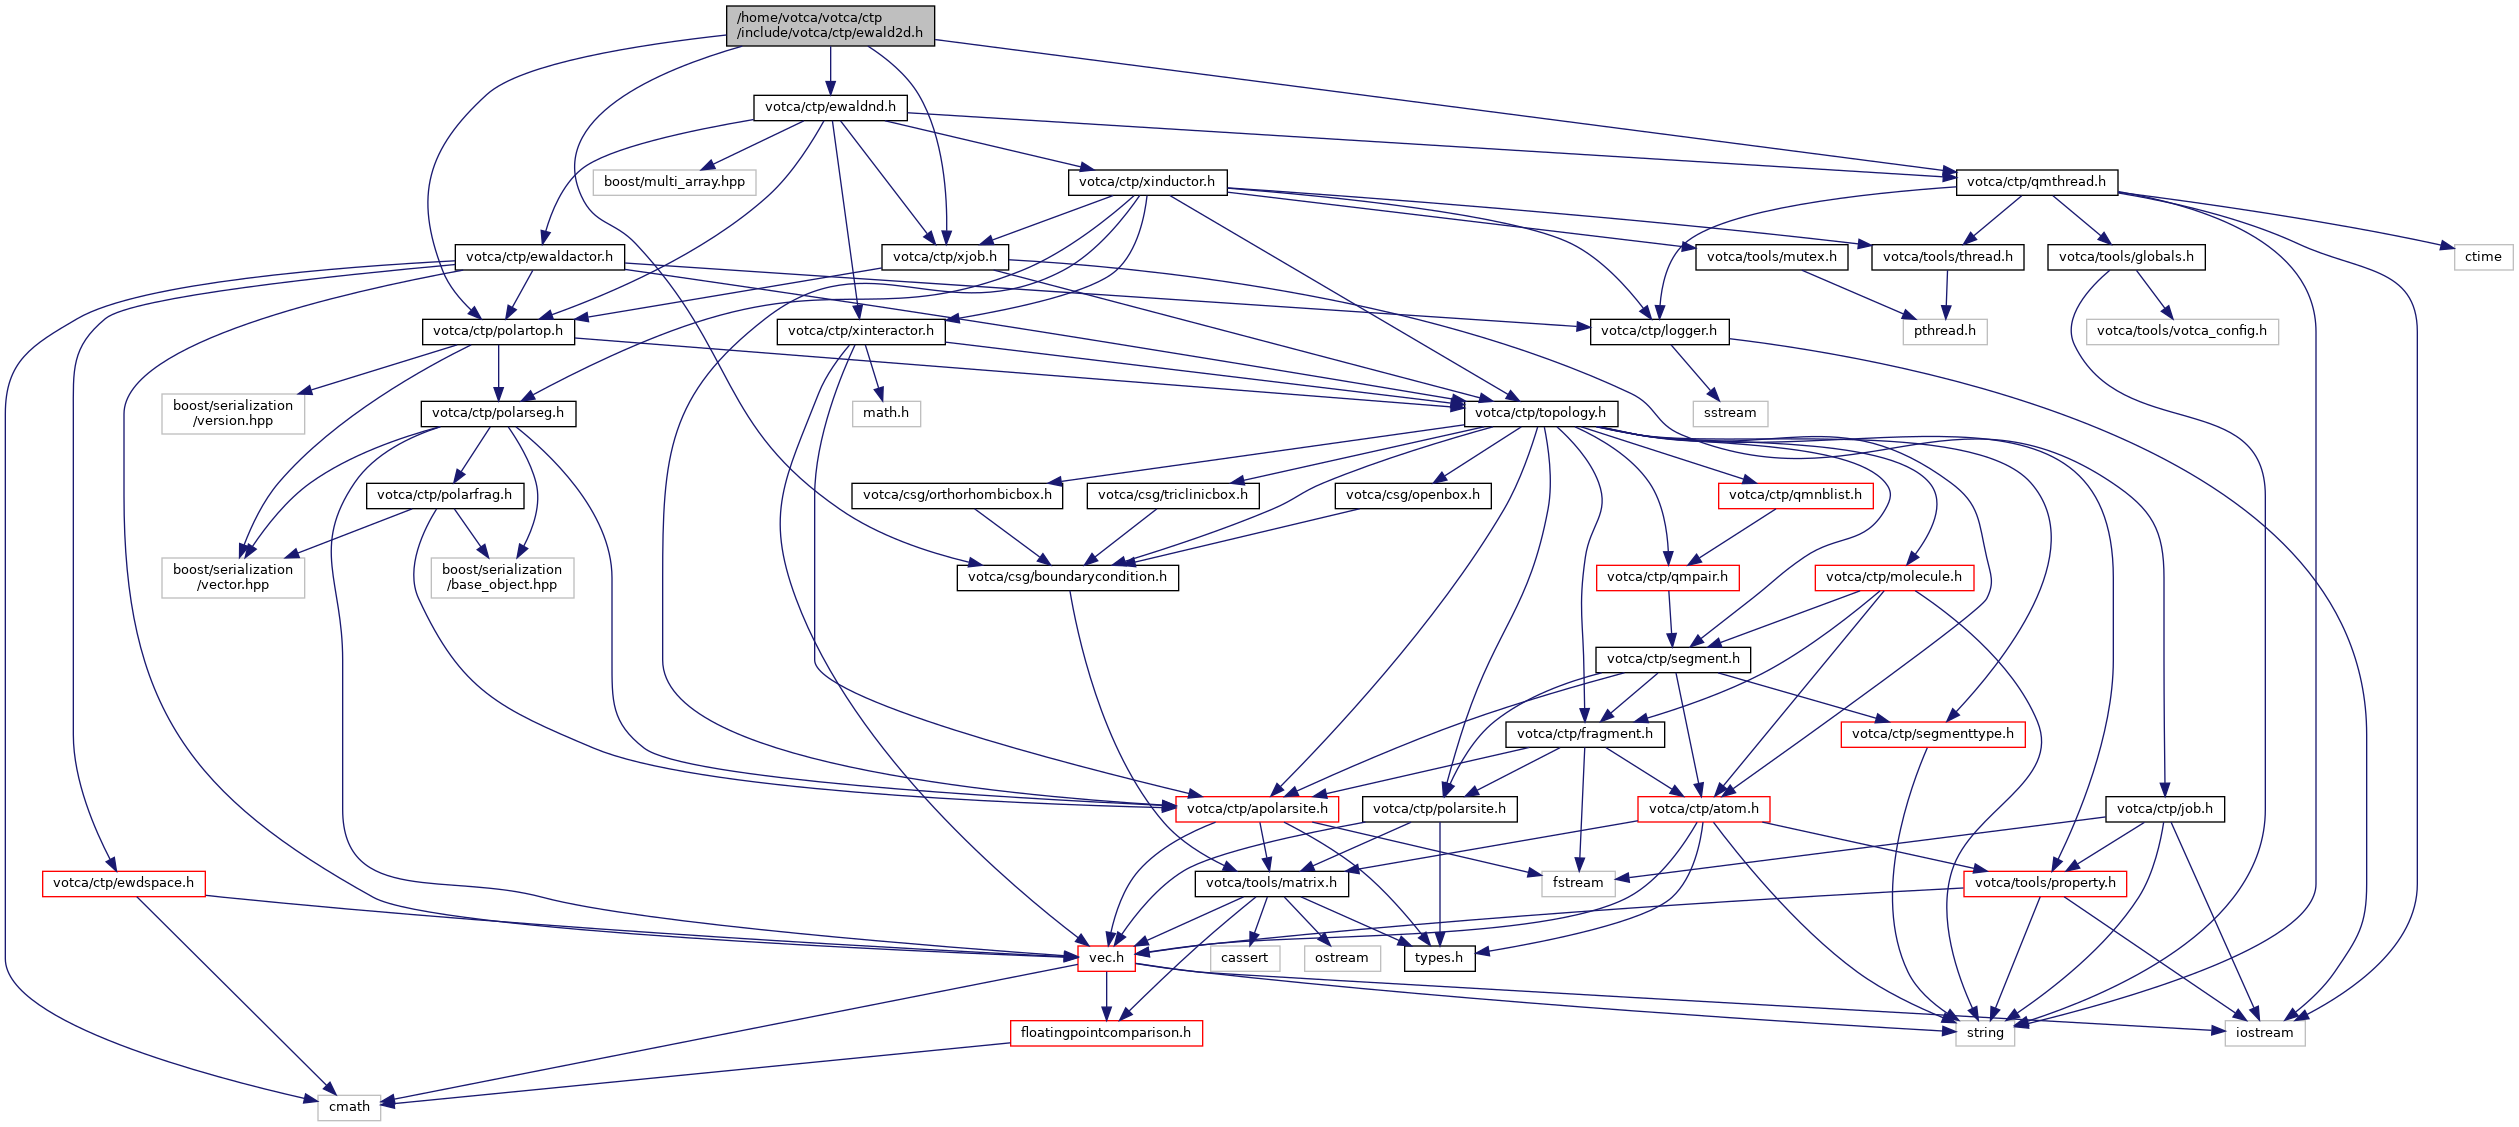 /home/votca/votca/ctp
/include/votca/ctp/ewald2d.h
votca/ctp/ewaldnd.h
boost/multi_array.hpp
votca/ctp/xinductor.h
votca/ctp/qmthread.h
votca/ctp/ewaldactor.h
votca/ctp/xjob.h
votca/tools/mutex.h
votca/tools/thread.h
votca/tools/globals.h
ctime
votca/ctp/polartop.h
votca/ctp/xinteractor.h
votca/ctp/logger.h
pthread.h
votca/tools/votca_config.h
boost/serialization
/version.hpp
votca/ctp/polarseg.h
math.h
votca/ctp/topology.h
sstream
votca/ctp/polarfrag.h
votca/csg/orthorhombicbox.h
votca/csg/triclinicbox.h
votca/csg/openbox.h
votca/ctp/qmnblist.h
boost/serialization
/vector.hpp
boost/serialization
/base_object.hpp
votca/csg/boundarycondition.h
votca/ctp/qmpair.h
votca/ctp/molecule.h
votca/ctp/segment.h
votca/ctp/fragment.h
votca/ctp/segmenttype.h
votca/ctp/apolarsite.h
votca/ctp/polarsite.h
votca/ctp/atom.h
votca/ctp/job.h
votca/ctp/ewdspace.h
votca/tools/matrix.h
fstream
votca/tools/property.h
vec.h
cassert
ostream
types.h
floatingpointcomparison.h
string
iostream
cmath